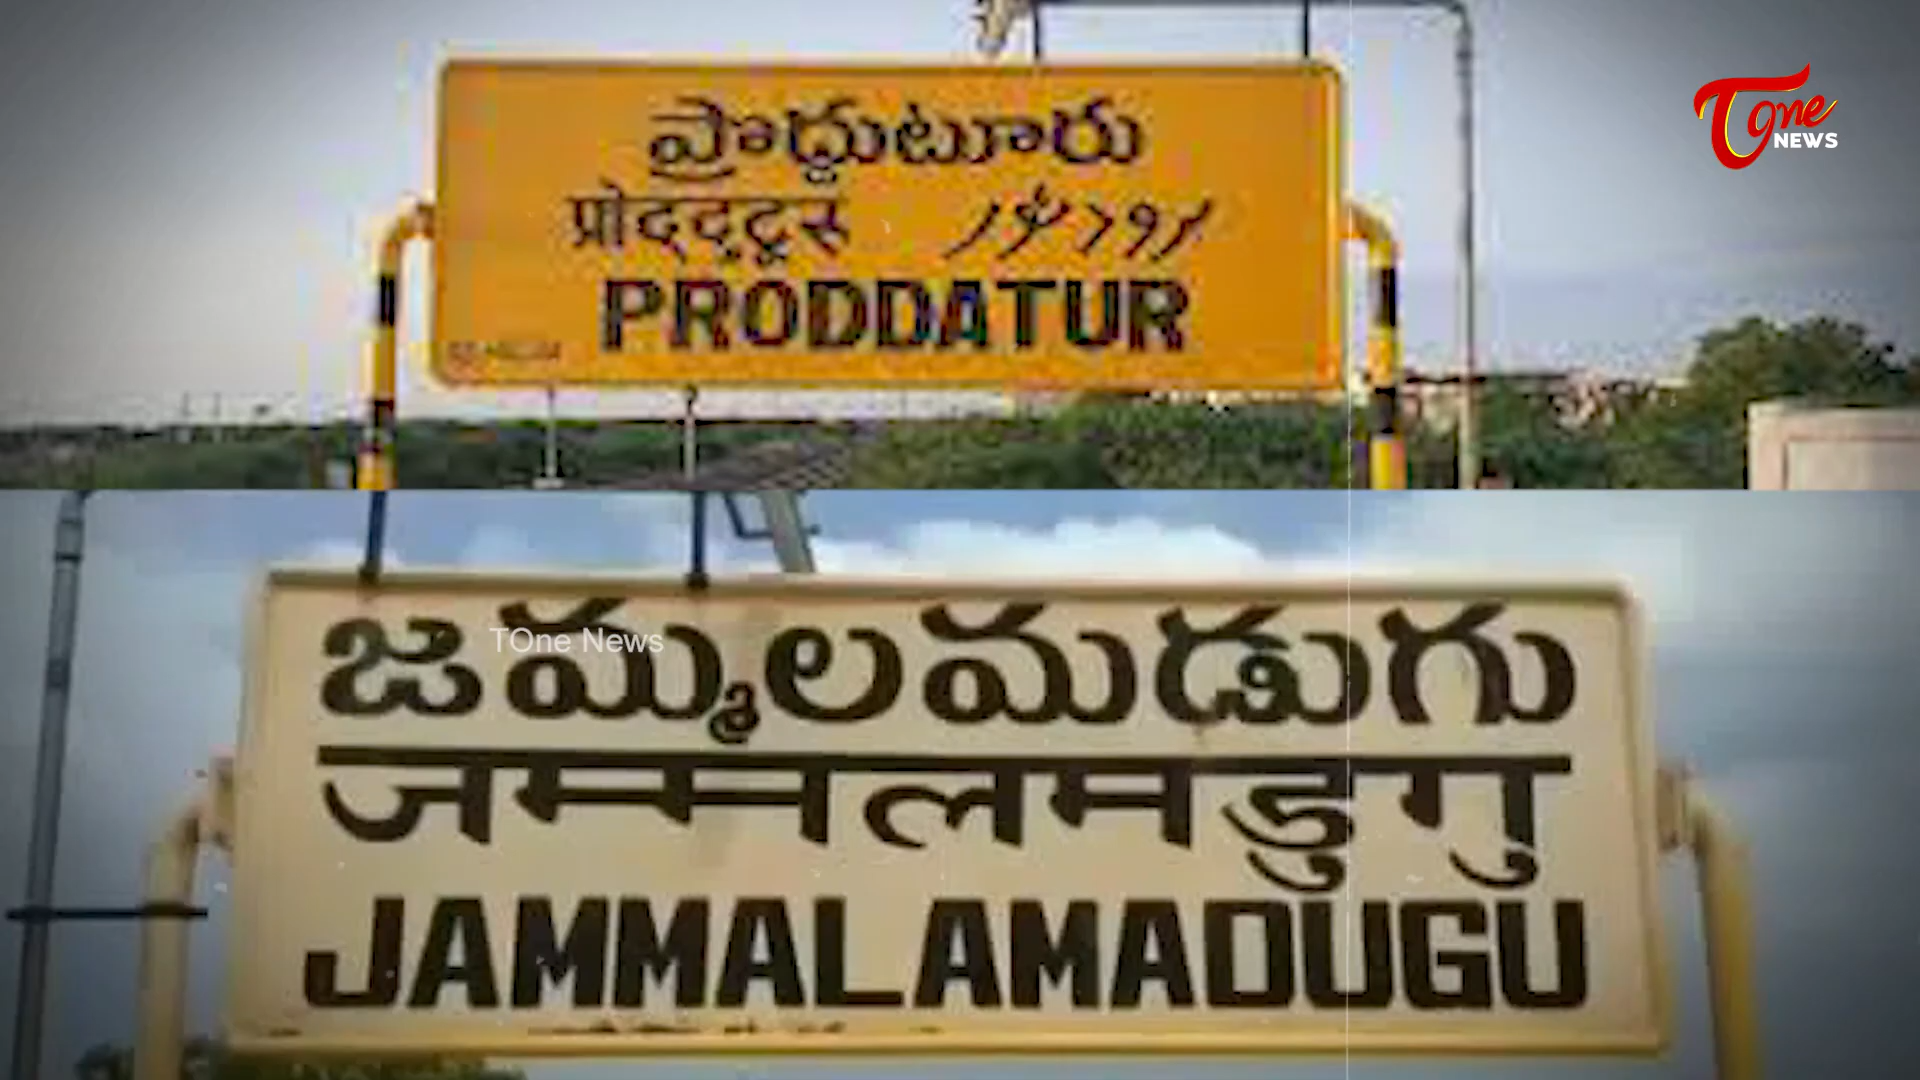 ప్రొద్దుటూరు
प्रोद्दटूरु
PRODDATUR
TOne NEWS
జమ్మలమడుగు
TOne News
जम्मलमडुगु
JAMMALAMADUGU